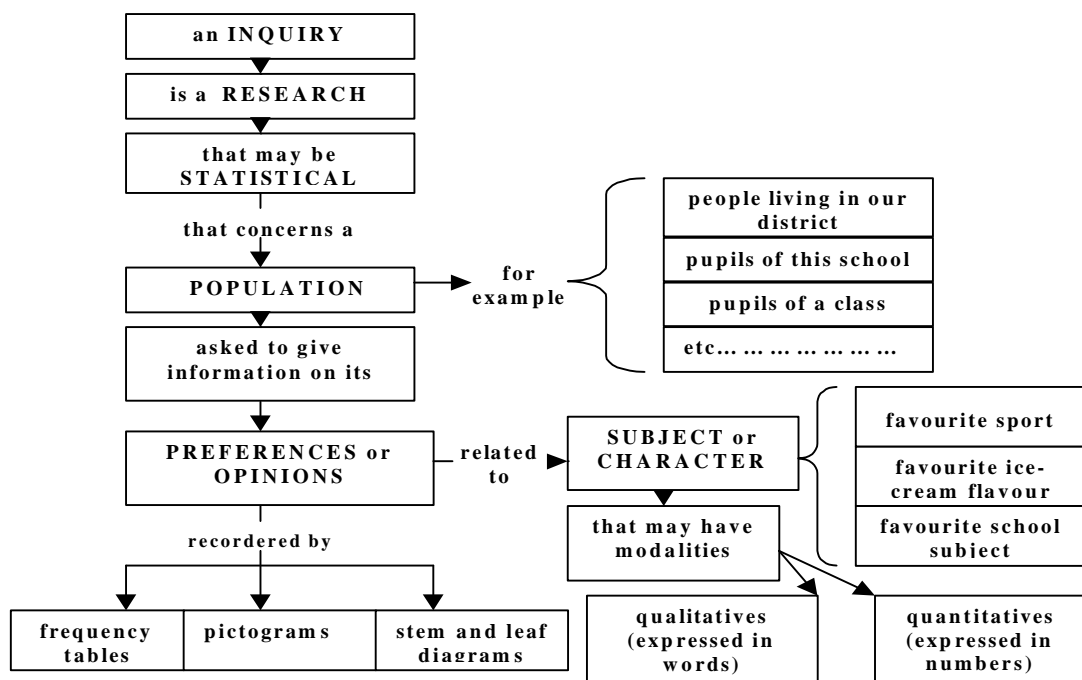 an INQUIRY
is a RESEARCH
that may be
STATISTICAL
that concerns a
POPULATION
for
example
people living in our
district
pupils of this school
pupils of a class
etc… … … … … … …
asked to give
information on its
PREFERENCES or
OPINIONS
related
to
SUBJECT or
CHARACTER
favourite sport
favourite ice-
cream flavour
favourite school
subject
that may have
modalities
qualitatives
(expressed in
words)
quantitatives
(expressed in
numbers)
recordered by
frequency
tables
pictograms
stem and leaf
diagrams